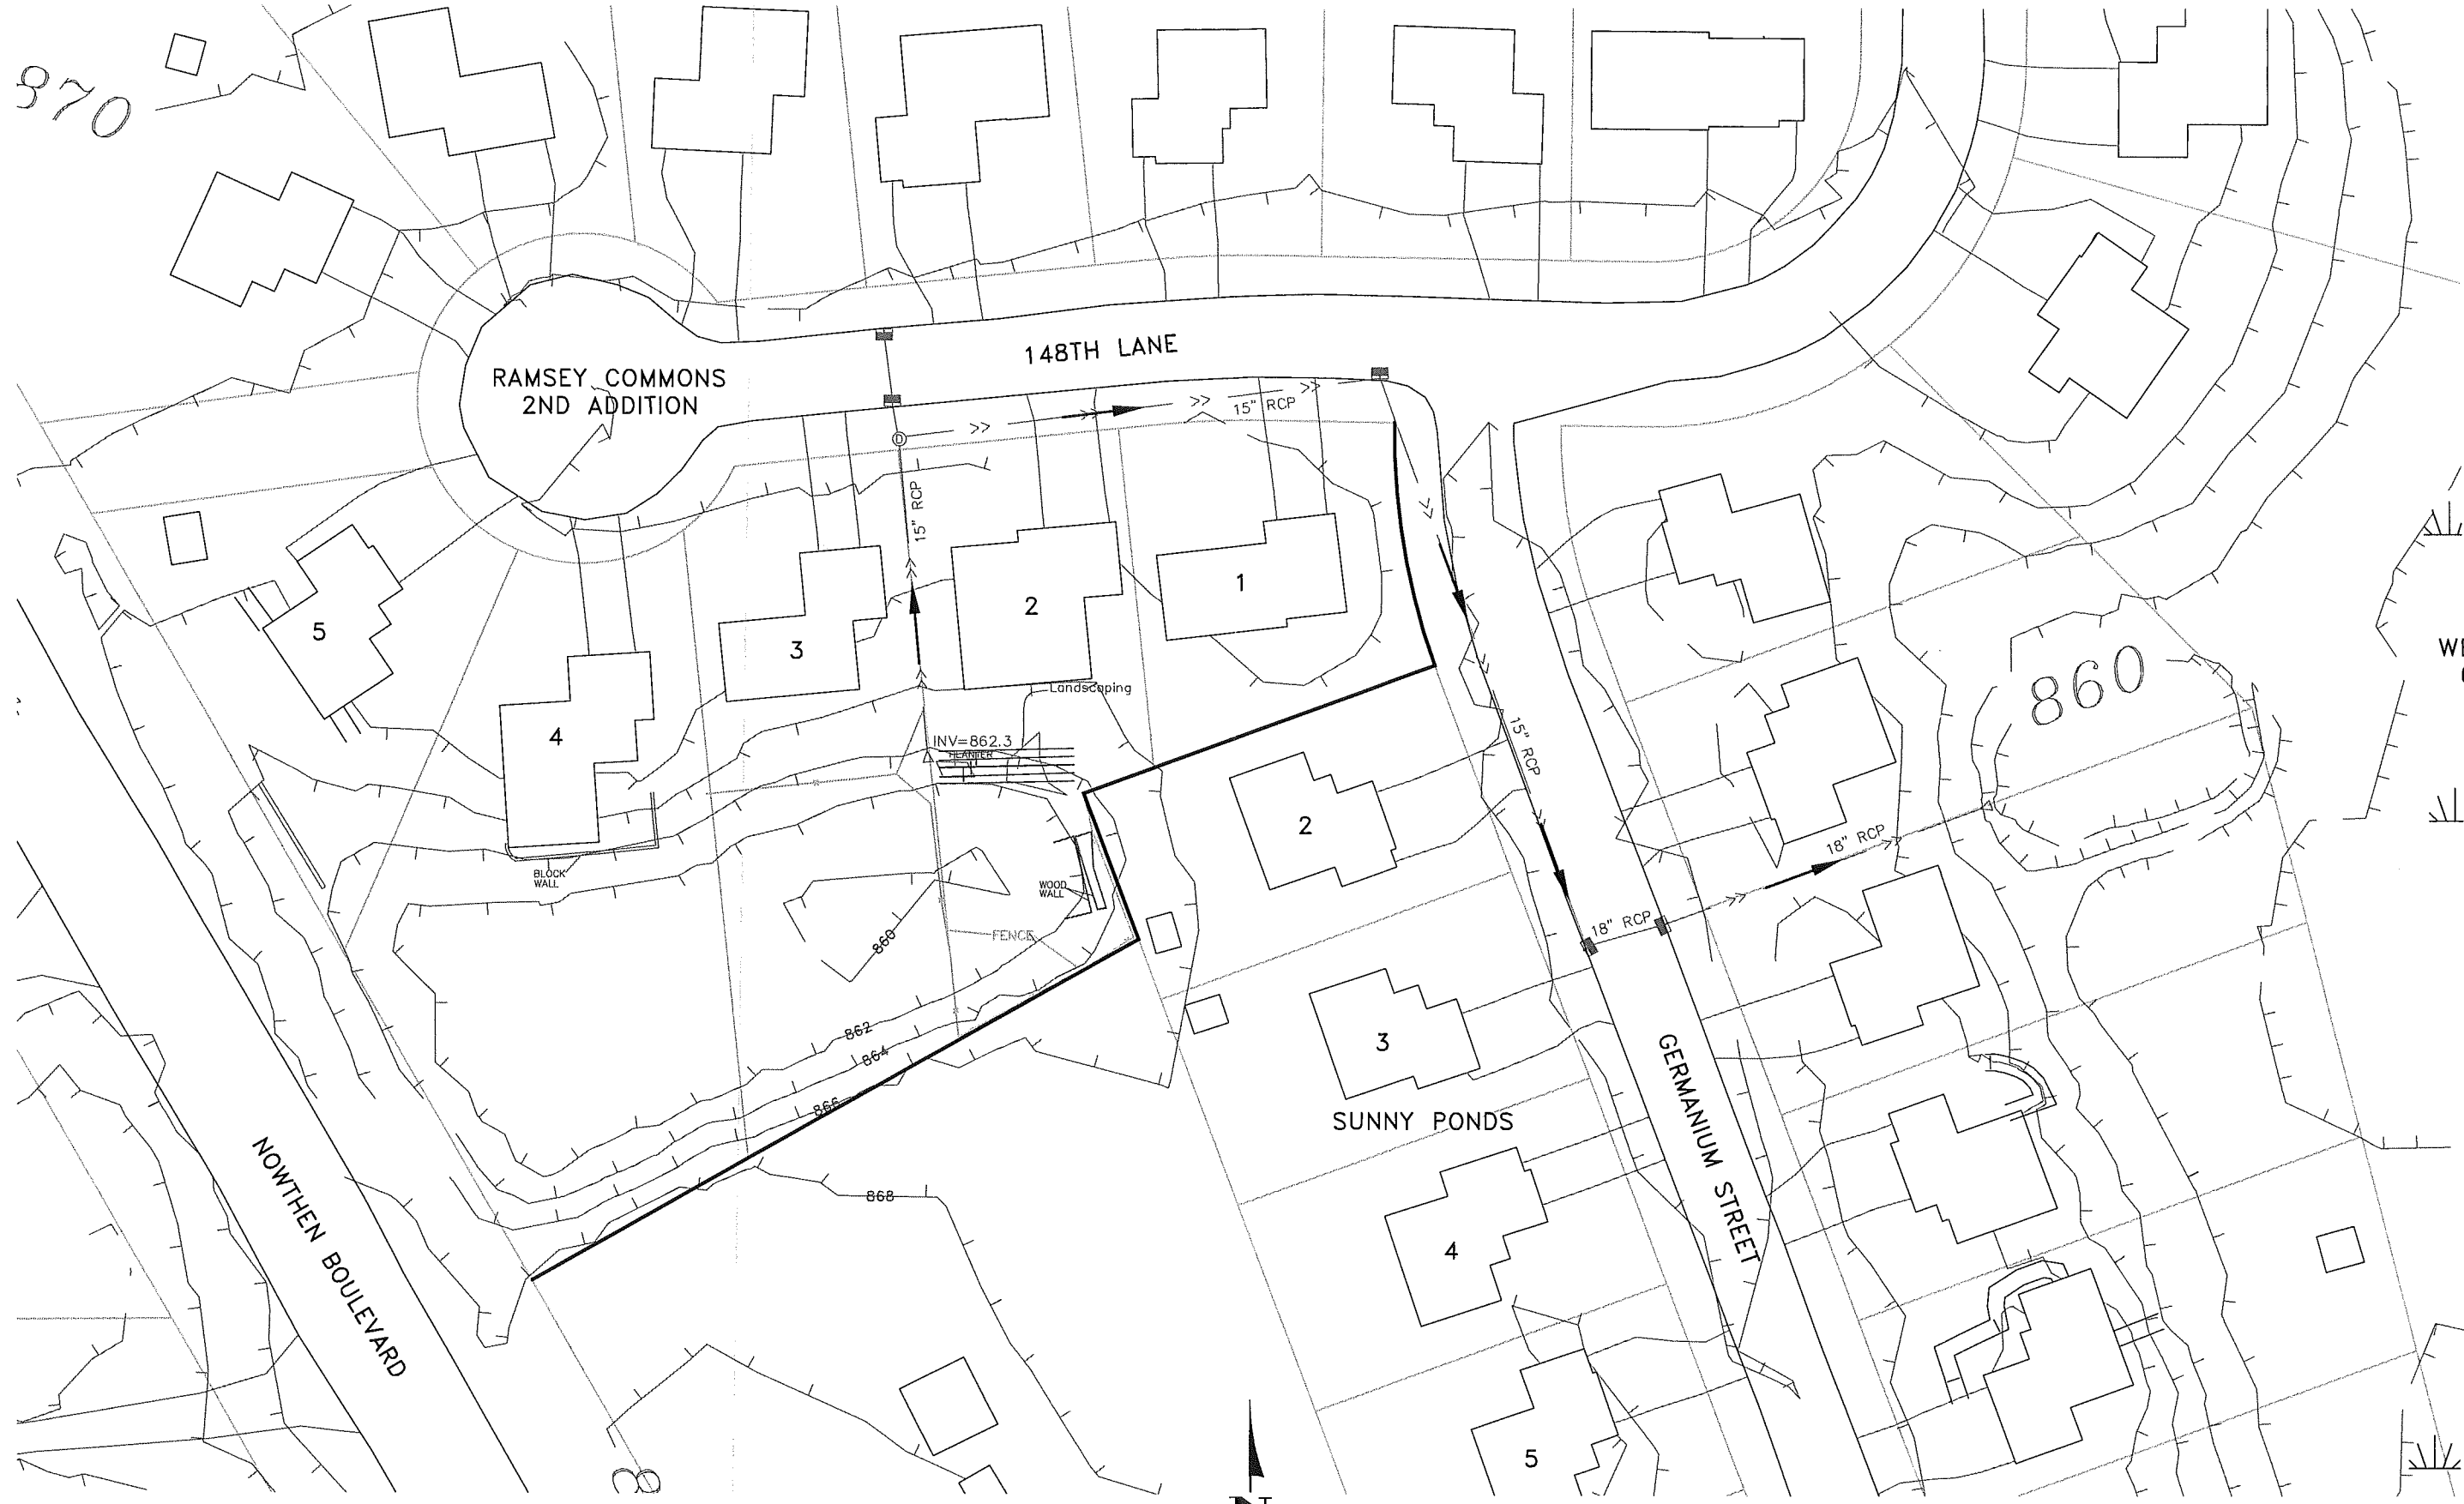 870
148TH LANE
RAMSEY COMMONS
2ND ADDITION
15" RCP
15" RCP
1
2
3
4
5
Landscaping
INV=862.3
PLANTER
860
15" RCP
2
BLOCK
WALL
WOOD
WALL
860
FENCE
18" RCP
18" RCP
862
864
866
868
3
SUNNY PONDS
GERMANIUM STREET
NOWTHEN BOULEVARD
4
5
N